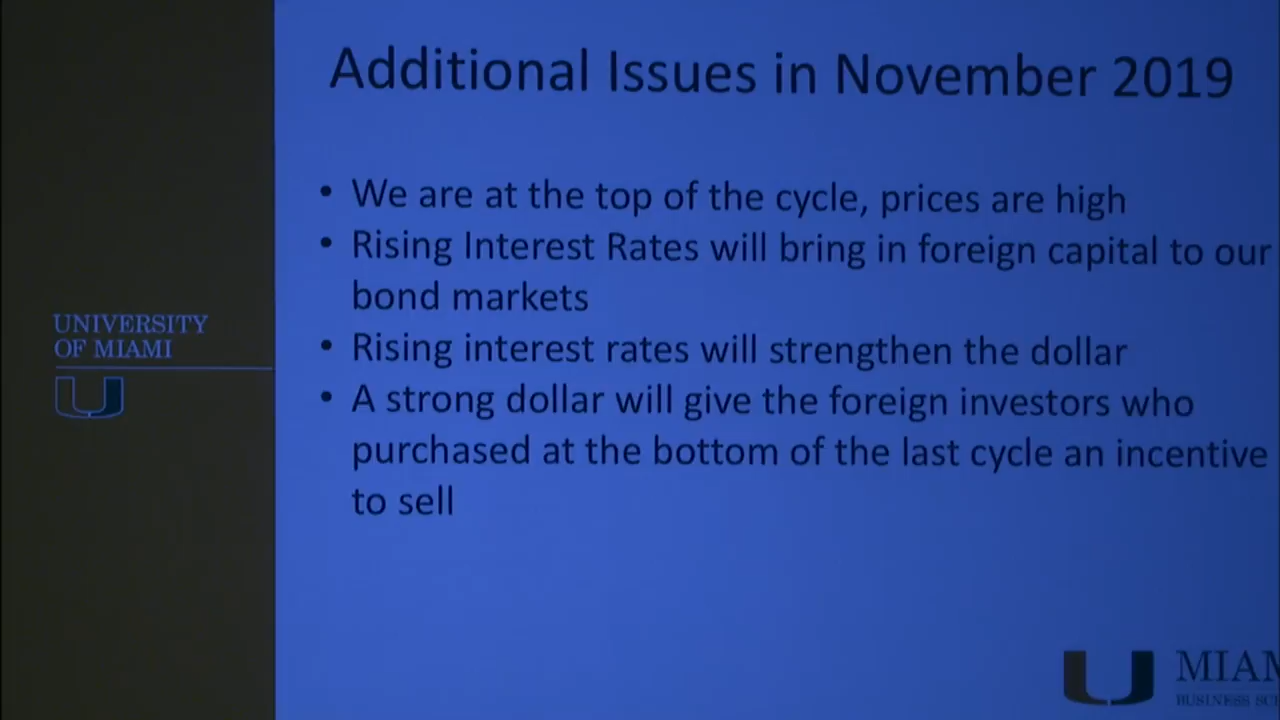 Additional Issues in November 2019
• We are at the top of the cycle, prices are high
• Rising Interest Rates will bring in foreign capital to our
bond markets
• Rising interest rates will strengthen the dollar
• A strong dollar will give the foreign investors who
purchased at the bottom of the last cycle an incentive
to sell
UNIVERSITY
OF MIAMI
U
U
BUSINESS